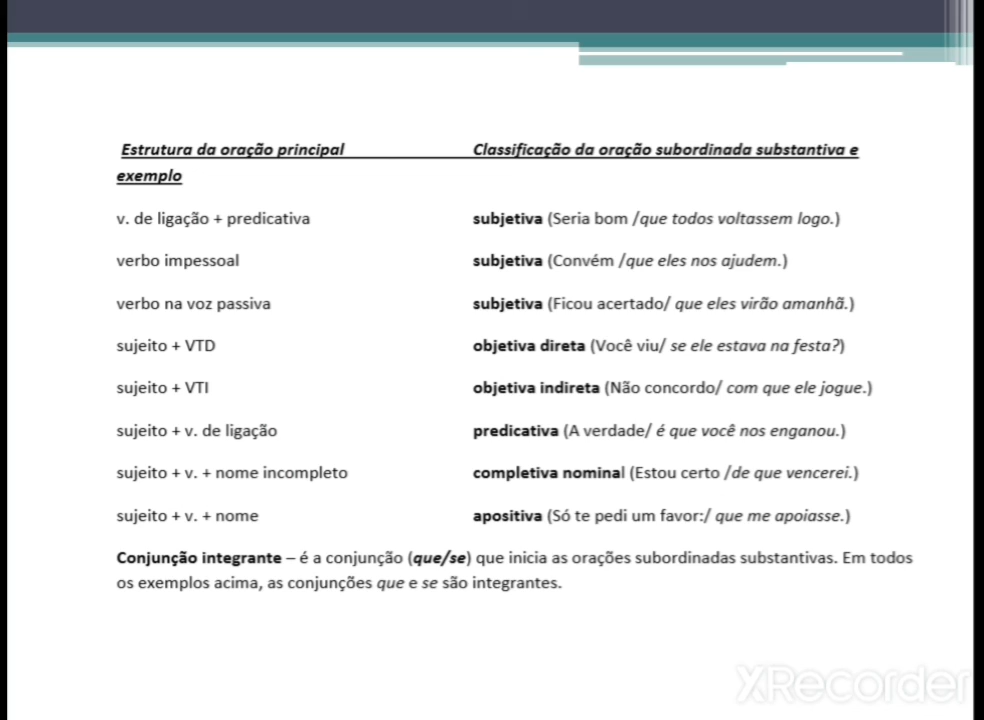 Estrutura da oração principal Classificação da oração subordinada substantiva e
exemplo
v. de ligação + predicativa subjetiva (Seria bom /que todos voltassem logo.)
verbo impessoal subjetiva (Convém /que eles nos ajudem.)
verbo na voz passiva subjetiva (Ficou acertado/ que eles virão amanhã.)
sujeito + VTD objetiva direta (Você viu/ se ele estava na festa?)
sujeito + VTI objetiva indireta (Não concordo/ com que ele jogue.)
sujeito + v. de ligação predicativa (A verdade/ é que você nos enganou.)
sujeito + v. + nome incompleto completiva nominal (Estou certo /de que vencerei.)
sujeito + v. + nome apositiva (Só te pedi um favor:/ que me apoiasse.)
Conjunção integrante – é a conjunção (que/se) que inicia as orações subordinadas substantivas. Em todos
os exemplos acima, as conjunções que e se são integrantes.
XRecorder